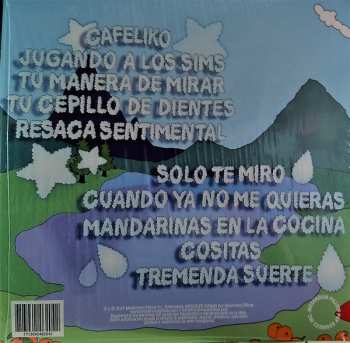 CAFELIKO
JUGANDO A LOS SIMS
TU MANERA DE MIRAR
TU CEPILLO DE DIENTES
RESACA SENTIMENTAL
SOLO TE MIRO
CUANDO YA NO ME QUIERAS
MANDARINAS EN LA COCINA
COSITAS
TREMENDA SUERTE